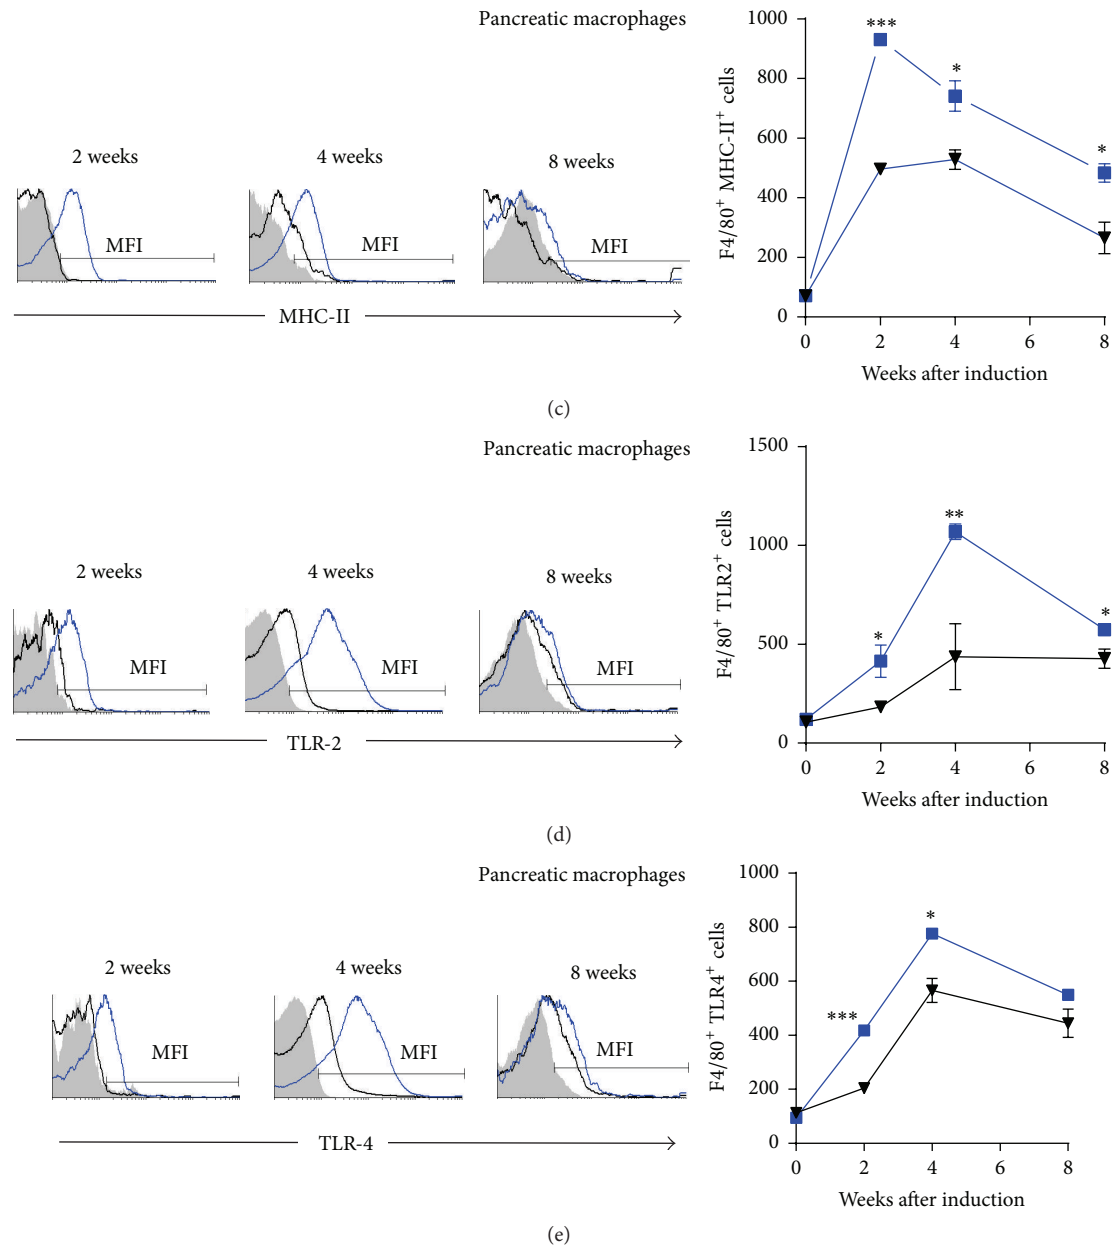 Pancreatic macrophages
2 weeks
4 weeks
8 weeks
MFI
MFI
MFI
MHC-II
F4/80⁺ MHC-II⁺ cells
1000
800
600
400
200
0
***
*
*
0 2 4 6 8
Weeks after induction
(c)
Pancreatic macrophages
2 weeks
4 weeks
8 weeks
MFI
MFI
MFI
TLR-2
F4/80⁺ TLR2⁺ cells
1500
1000
500
0
*
**
*
0 2 4 6 8
Weeks after induction
(d)
Pancreatic macrophages
2 weeks
4 weeks
8 weeks
MFI
MFI
MFI
TLR-4
F4/80⁺ TLR4⁺ cells
1000
800
600
400
200
0
***
*
0 2 4 6 8
Weeks after induction
(e)